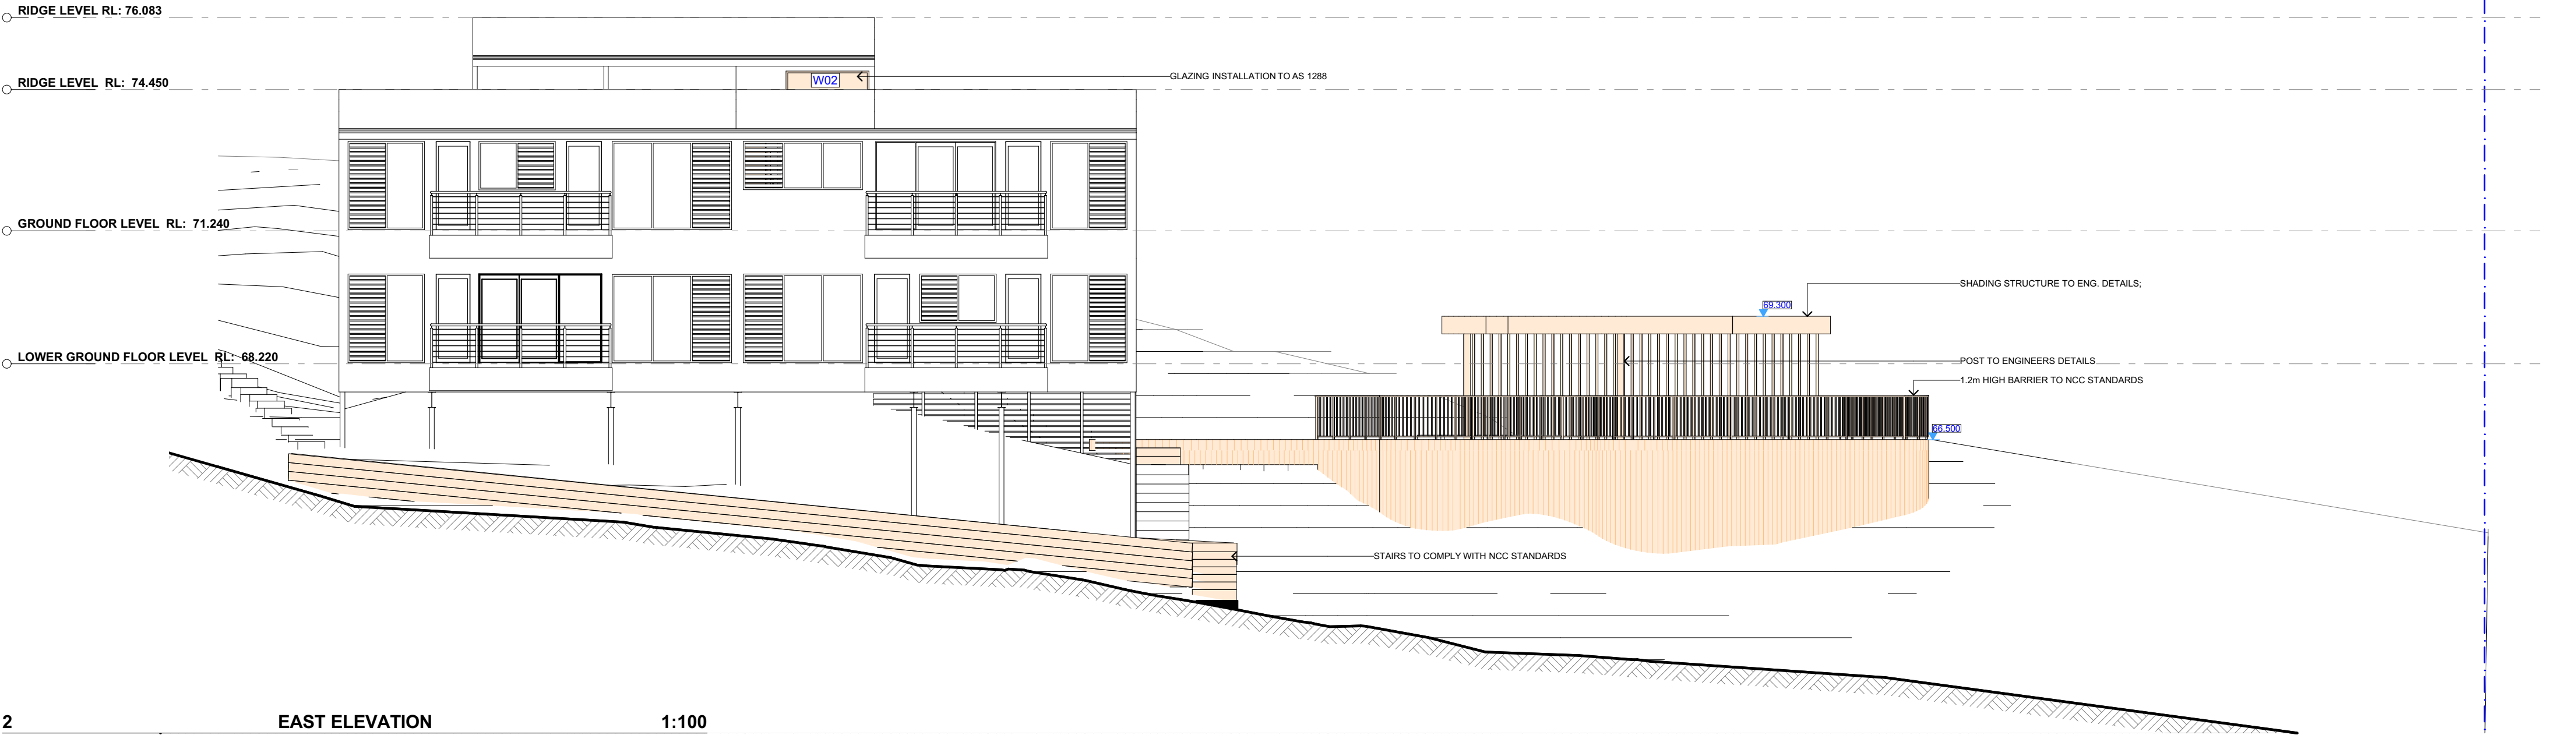 RIDGE LEVEL RL: 76.083
W02
GLAZING INSTALLATION TO AS 1288
RIDGE LEVEL RL: 74.450
GROUND FLOOR LEVEL RL: 71.240
SHADING STRUCTURE TO ENG. DETAILS;
69.300
LOWER GROUND FLOOR LEVEL RL: 68.220
POST TO ENGINEERS DETAILS
1.2m HIGH BARRIER TO NCC STANDARDS
66.500
STAIRS TO COMPLY WITH NCC STANDARDS
2 EAST ELEVATION 1:100